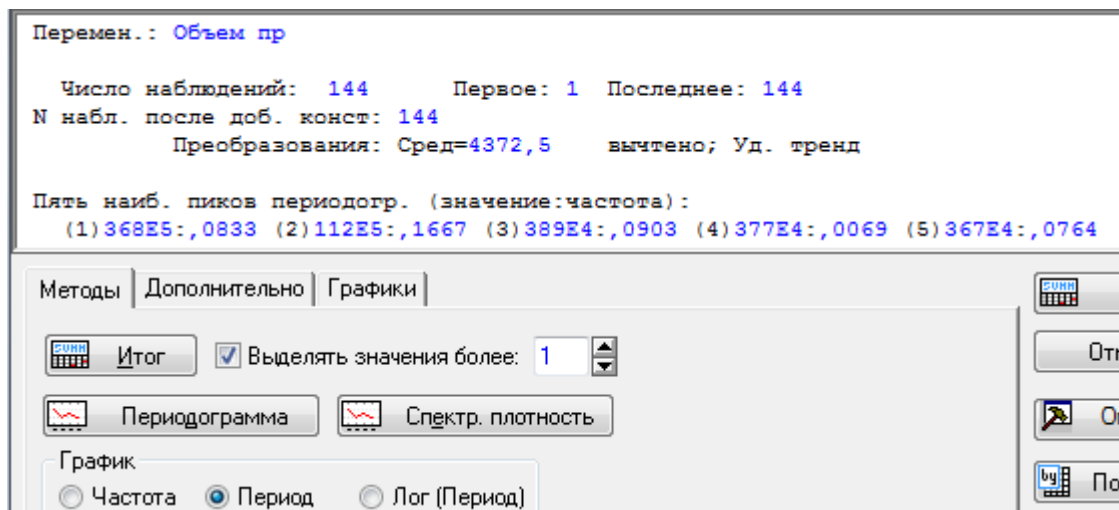 Перемен.: Объем пр
Число наблюдений: 144 Первое: 1 Последнее: 144
N набл. после доб. конст: 144
Преобразования: Сред=4372,5 вычтено; Уд. тренд
Пять наиб. пиков периодогр. (значение:частота):
(1)368E5:,0833 (2)112E5:,1667 (3)389E4:,0903 (4)377E4:,0069 (5)367E4:,0764
Методы Дополнительно Графики
Итог Выделять значения более: 1
Периодограмма Спектр. плотность
График
Частота Период Лог (Период)